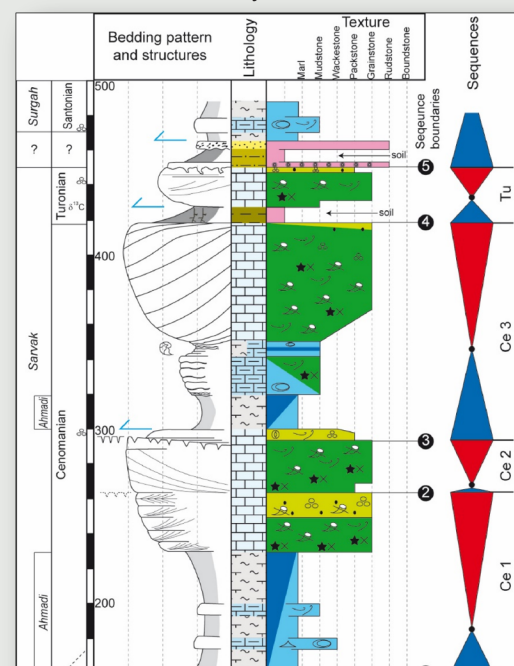 Bedding pattern
and structures
Lithology
Texture
Marl
Mudstone
Wackestone
Packstone
Grainstone
Rudstone
Boundstone
Seqeunce
boundaries
Sequences
500
Surgah
Santonian
?
?
soil
5
Turonian
δ¹³C
Tu
soil
4
400
Sarvak
Ce 3
Ahmadi
300
Cenomanian
3
Ce 2
2
Ce 1
Ahmadi
200